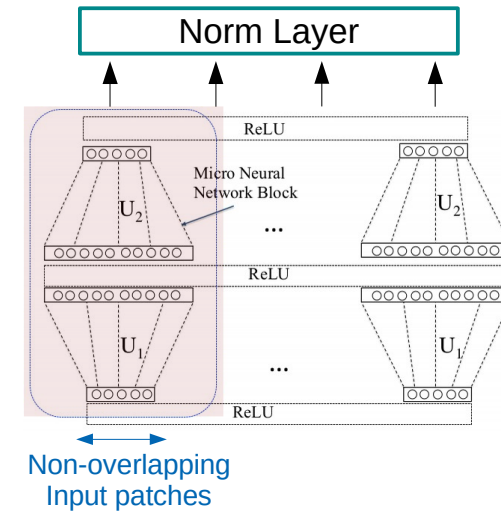 Norm Layer
ReLU
Micro Neural
Network Block
U2
...
U2
ReLU
U1
...
U1
ReLU
Non-overlapping
Input patches